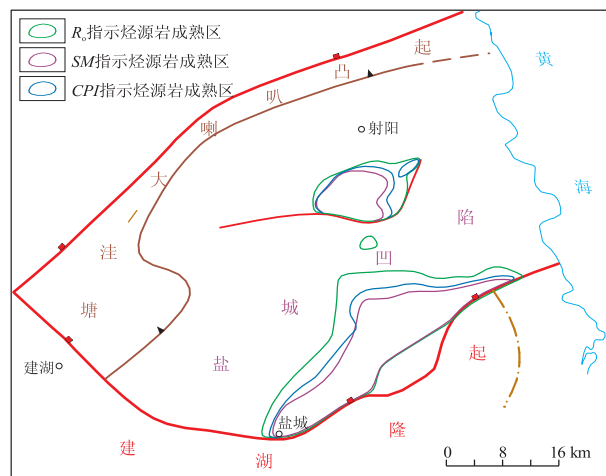 Ro指示烃源岩成熟区
SM指示烃源岩成熟区
CPI指示烃源岩成熟区
大喇叭凸起
黄海
射阳
塘洼
盐城凹陷
建湖
盐城
建湖隆起
0 8 16 km